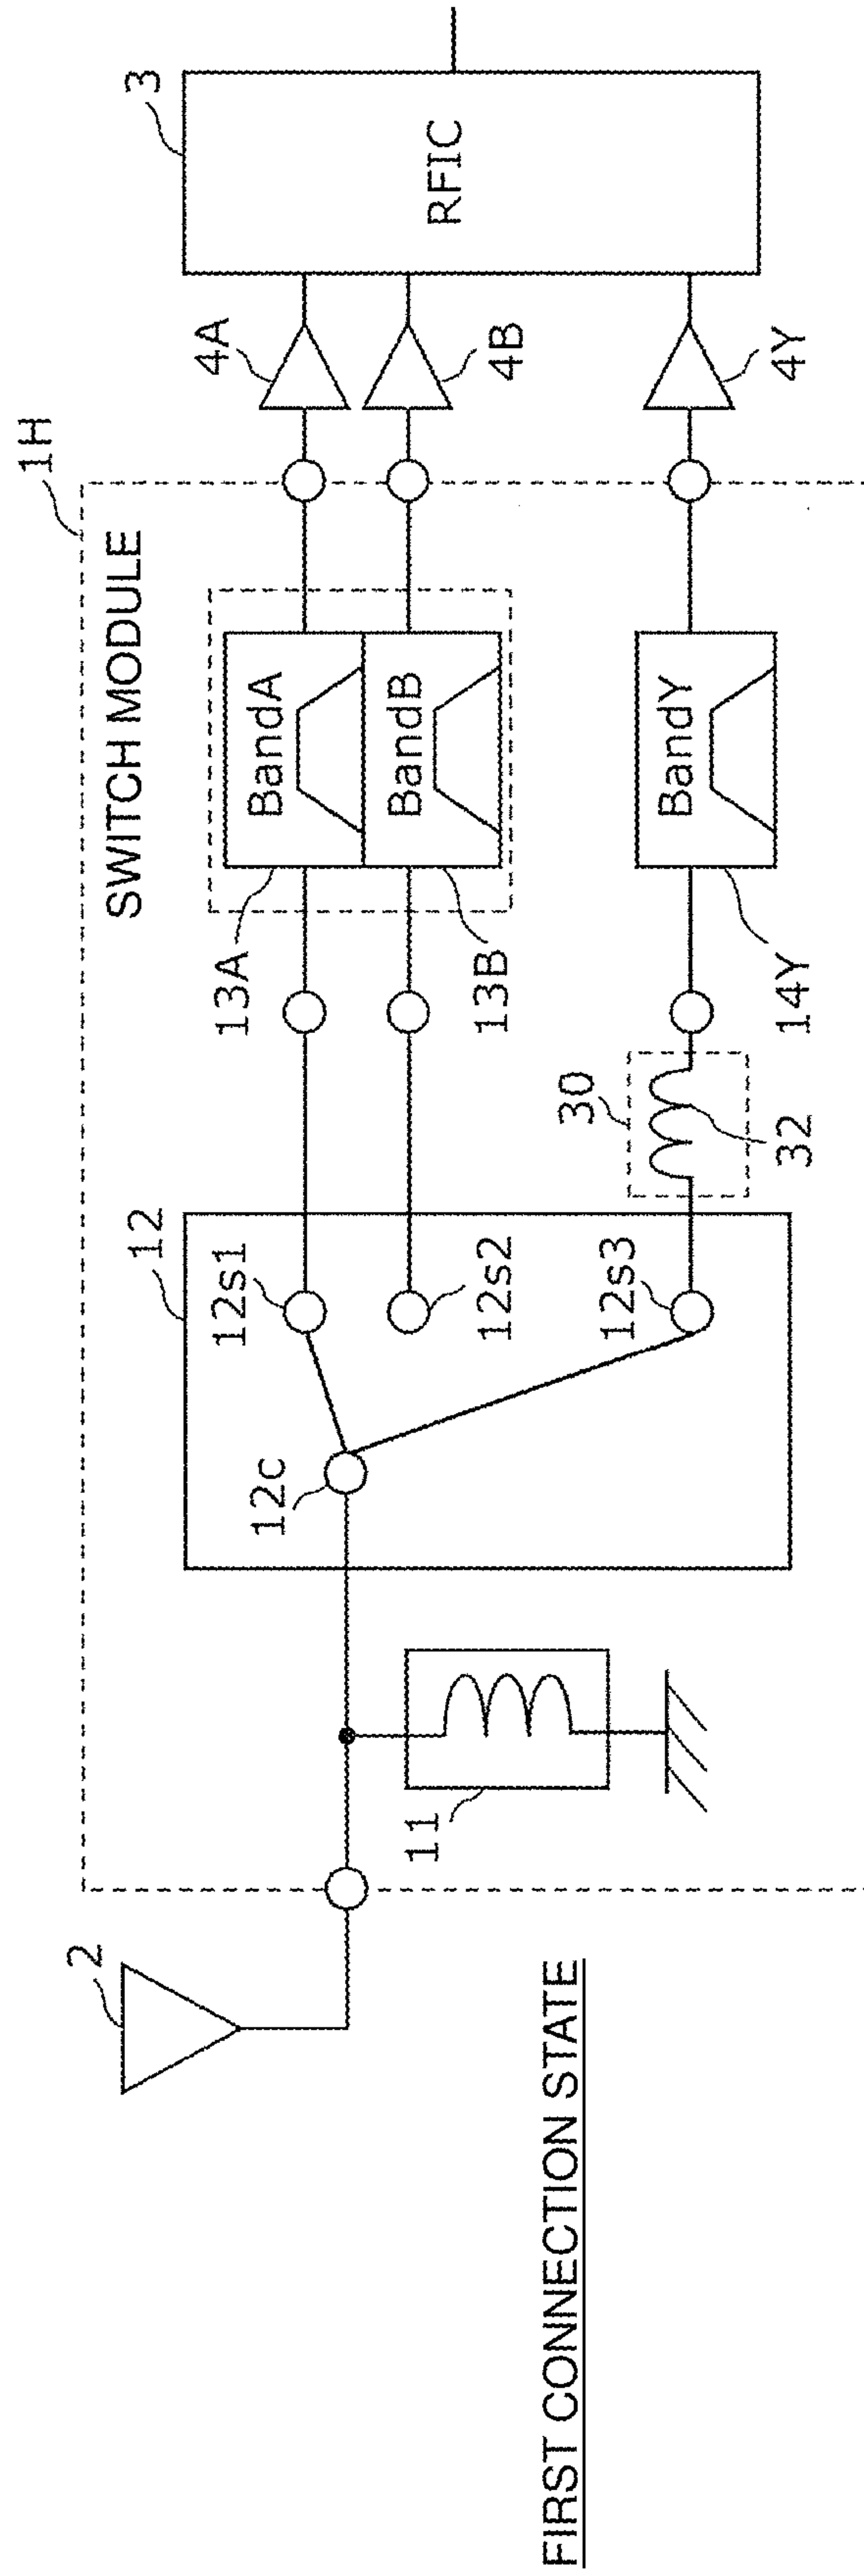 FIRST CONNECTION STATE
1H
SWITCH MODULE
2
11
12
12c
12s1
12s2
12s3
30
32
13A
13B
14Y
BandA
BandB
BandY
4A
4B
4Y
3
RFIC